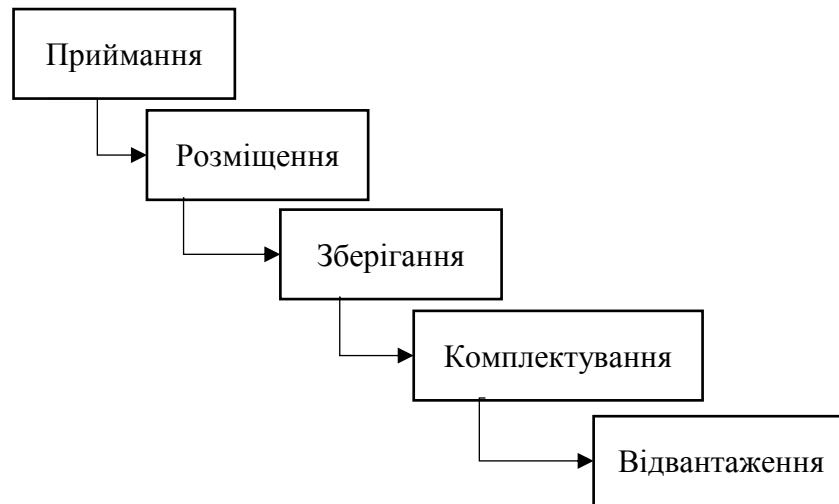 Приймання
Розміщення
Зберігання
Комплектування
Відвантаження